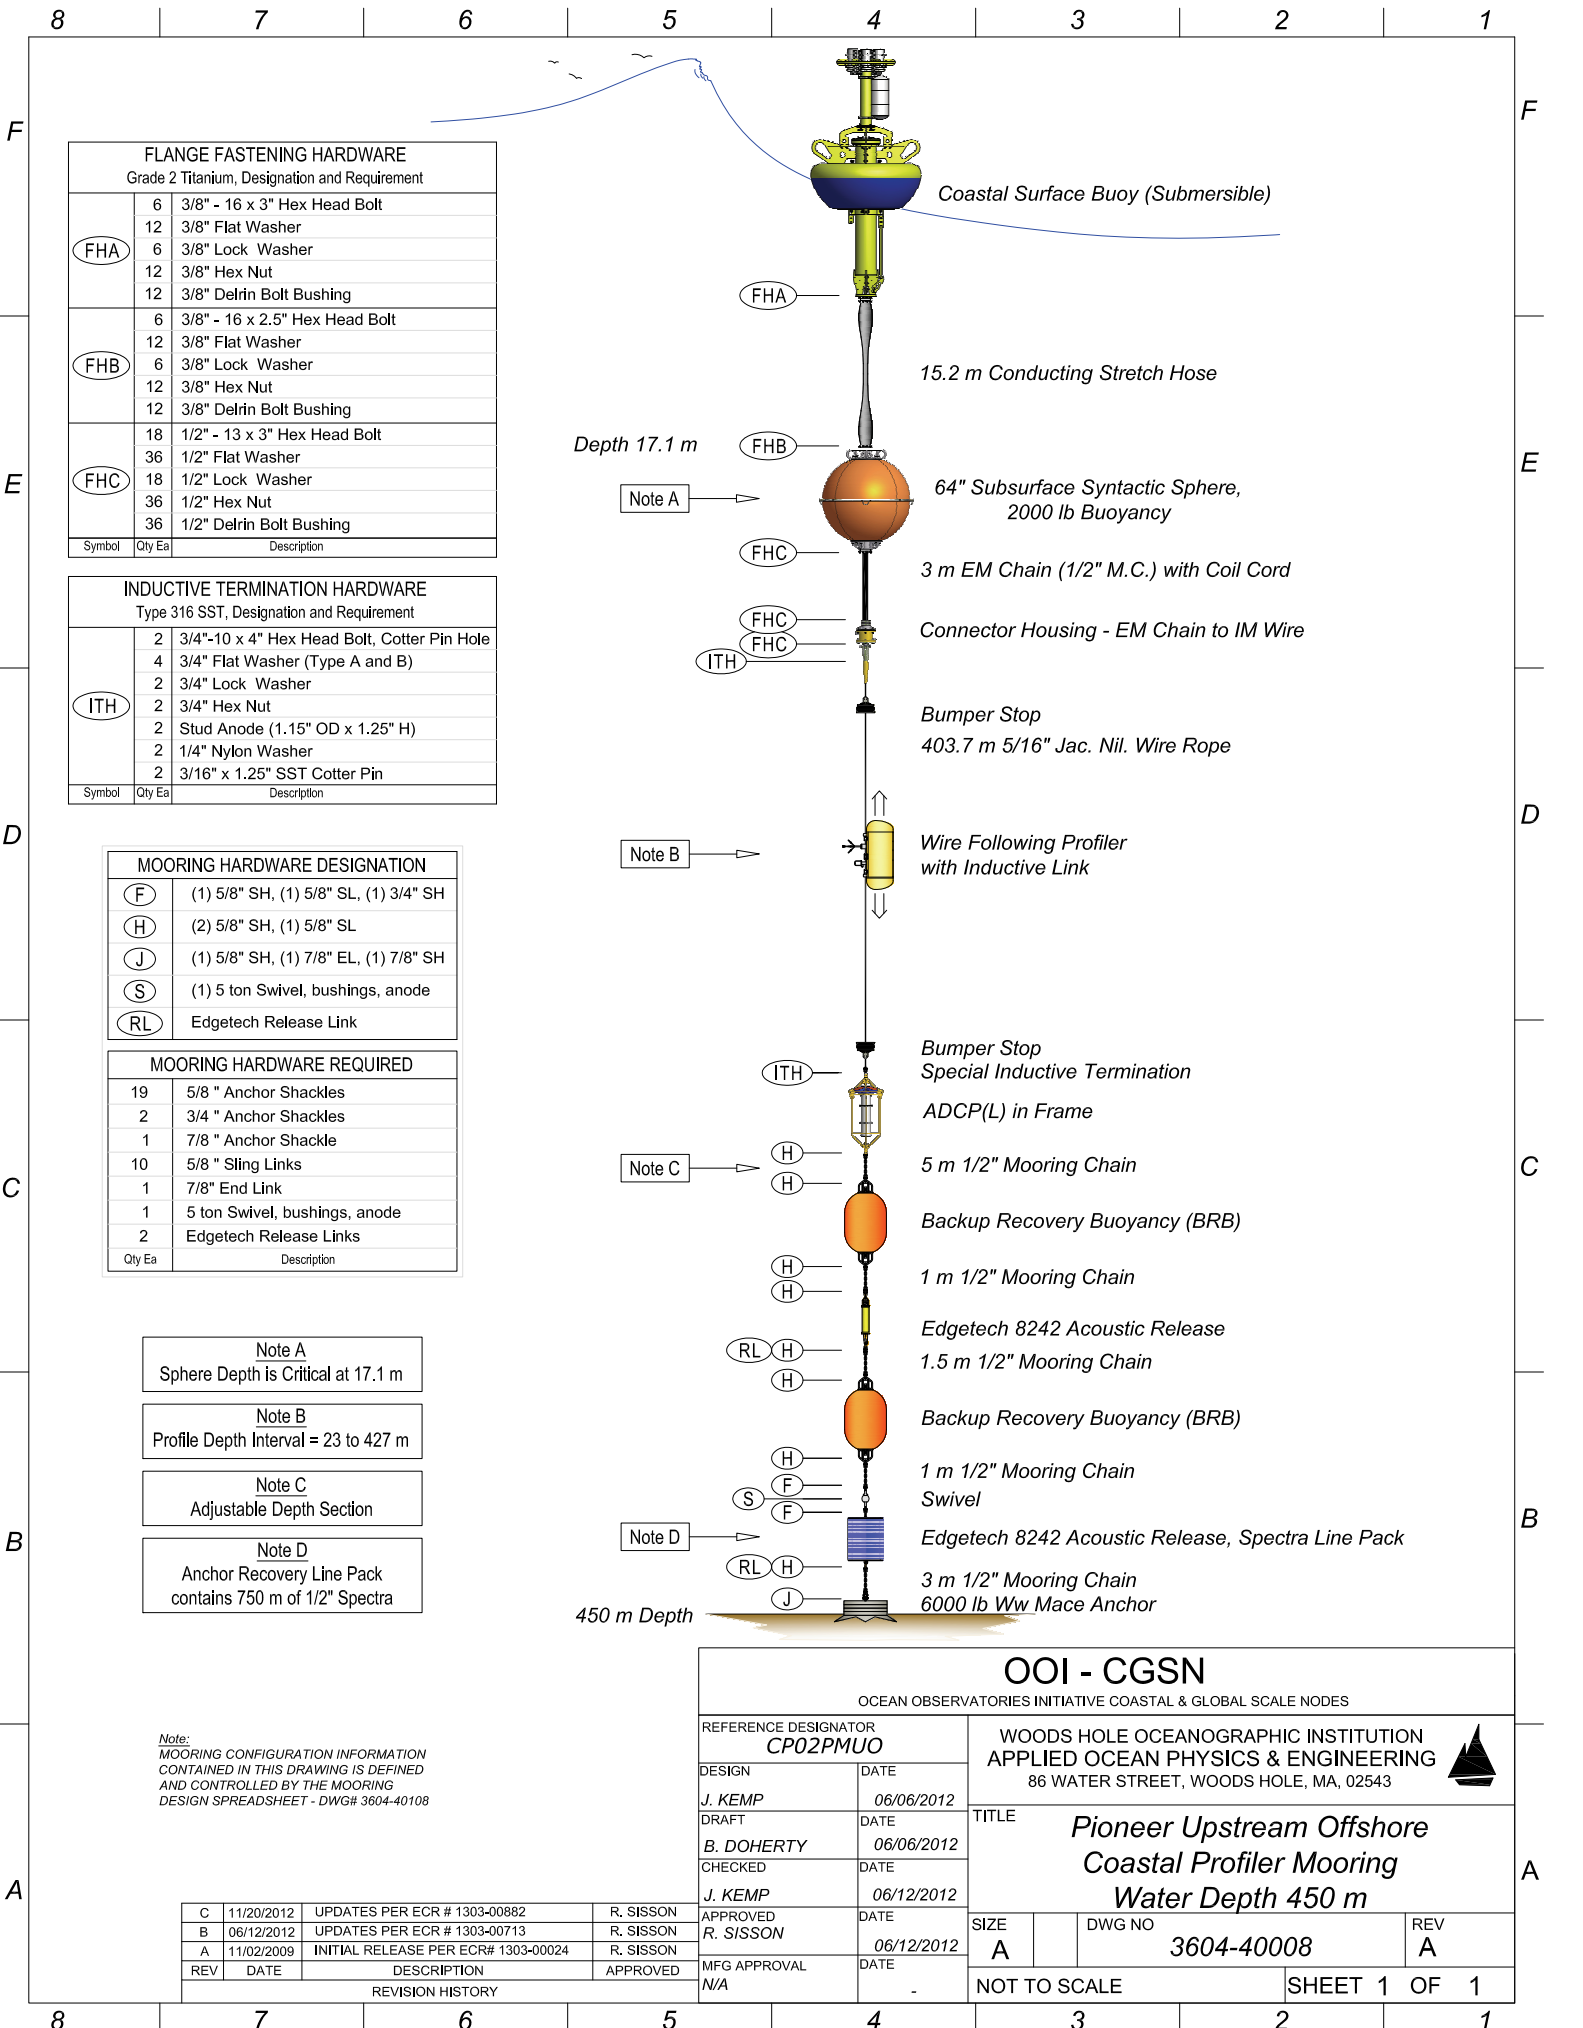 8 7 6 5 4 3 2 1
F
F
E
E
D
D
C
C
B
B
A
A
FLANGE FASTENING HARDWARE
Grade 2 Titanium, Designation and Requirement
FHA
6 3/8" - 16 x 3" Hex Head Bolt
12 3/8" Flat Washer
6 3/8" Lock Washer
12 3/8" Hex Nut
12 3/8" Delrin Bolt Bushing
FHB
6 3/8" - 16 x 2.5" Hex Head Bolt
12 3/8" Flat Washer
6 3/8" Lock Washer
12 3/8" Hex Nut
12 3/8" Delrin Bolt Bushing
FHC
18 1/2" - 13 x 3" Hex Head Bolt
36 1/2" Flat Washer
18 1/2" Lock Washer
36 1/2" Hex Nut
36 1/2" Delrin Bolt Bushing
Symbol Qty Ea Description
INDUCTIVE TERMINATION HARDWARE
Type 316 SST, Designation and Requirement
ITH
2 3/4"-10 x 4" Hex Head Bolt, Cotter Pin Hole
4 3/4" Flat Washer (Type A and B)
2 3/4" Lock Washer
2 3/4" Hex Nut
2 Stud Anode (1.15" OD x 1.25" H)
2 1/4" Nylon Washer
2 3/16" x 1.25" SST Cotter Pin
Symbol Qty Ea Description
MOORING HARDWARE DESIGNATION
F (1) 5/8" SH, (1) 5/8" SL, (1) 3/4" SH
H (2) 5/8" SH, (1) 5/8" SL
J (1) 5/8" SH, (1) 7/8" EL, (1) 7/8" SH
S (1) 5 ton Swivel, bushings, anode
RL Edgetech Release Link
MOORING HARDWARE REQUIRED
19 5/8 " Anchor Shackles
2 3/4 " Anchor Shackles
1 7/8 " Anchor Shackle
10 5/8 " Sling Links
1 7/8" End Link
1 5 ton Swivel, bushings, anode
2 Edgetech Release Links
Qty Ea Description
Note A
Sphere Depth is Critical at 17.1 m
Note B
Profile Depth Interval = 23 to 427 m
Note C
Adjustable Depth Section
Note D
Anchor Recovery Line Pack
contains 750 m of 1/2" Spectra
Note:
MOORING CONFIGURATION INFORMATION
CONTAINED IN THIS DRAWING IS DEFINED
AND CONTROLLED BY THE MOORING
DESIGN SPREADSHEET - DWG# 3604-40108
Coastal Surface Buoy (Submersible)
FHA
15.2 m Conducting Stretch Hose
Depth 17.1 m
FHB
Note A
64" Subsurface Syntactic Sphere,
2000 lb Buoyancy
FHC
3 m EM Chain (1/2" M.C.) with Coil Cord
FHC
Connector Housing - EM Chain to IM Wire
FHC
ITH
Bumper Stop
403.7 m 5/16" Jac. Nil. Wire Rope
Note B
Wire Following Profiler
with Inductive Link
Bumper Stop
ITH
Special Inductive Termination
ADCP(L) in Frame
H
Note C
5 m 1/2" Mooring Chain
H
Backup Recovery Buoyancy (BRB)
H
1 m 1/2" Mooring Chain
H
Edgetech 8242 Acoustic Release
RL H
1.5 m 1/2" Mooring Chain
H
Backup Recovery Buoyancy (BRB)
H
1 m 1/2" Mooring Chain
F
S
Swivel
F
Note D
Edgetech 8242 Acoustic Release, Spectra Line Pack
RL H
3 m 1/2" Mooring Chain
J
6000 lb Ww Mace Anchor
450 m Depth
OOI - CGSN
OCEAN OBSERVATORIES INITIATIVE COASTAL & GLOBAL SCALE NODES
REFERENCE DESIGNATOR
CP02PMUO
WOODS HOLE OCEANOGRAPHIC INSTITUTION
APPLIED OCEAN PHYSICS & ENGINEERING
86 WATER STREET, WOODS HOLE, MA, 02543
DESIGN DATE
J. KEMP 06/06/2012
DRAFT DATE
B. DOHERTY 06/06/2012
CHECKED DATE
J. KEMP 06/12/2012
APPROVED DATE
R. SISSON 06/12/2012
MFG APPROVAL DATE
N/A -
TITLE
Pioneer Upstream Offshore
Coastal Profiler Mooring
Water Depth 450 m
SIZE DWG NO REV
A 3604-40008 A
NOT TO SCALE SHEET 1 OF 1
C 11/20/2012 UPDATES PER ECR # 1303-00882 R. SISSON
B 06/12/2012 UPDATES PER ECR # 1303-00713 R. SISSON
A 11/02/2009 INITIAL RELEASE PER ECR# 1303-00024 R. SISSON
REV DATE DESCRIPTION APPROVED
REVISION HISTORY
8 7 6 5 4 3 2 1